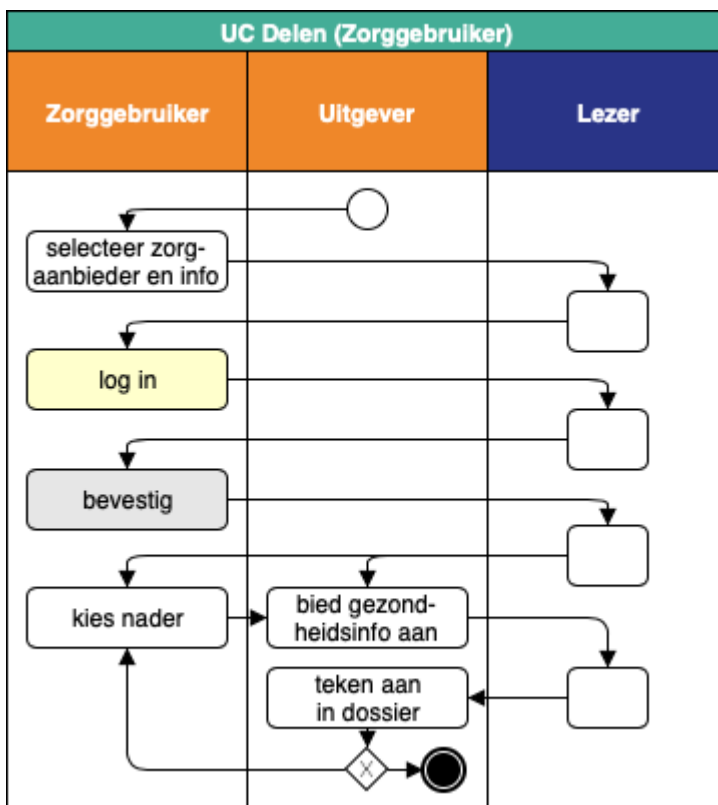 UC Delen (Zorggebruiker)
Zorggebruiker
Uitgever
Lezer
selecteer zorg-
aanbieder en info
log in
bevestig
kies nader
bied gezond-
heidsinfo aan
teken aan
in dossier
X